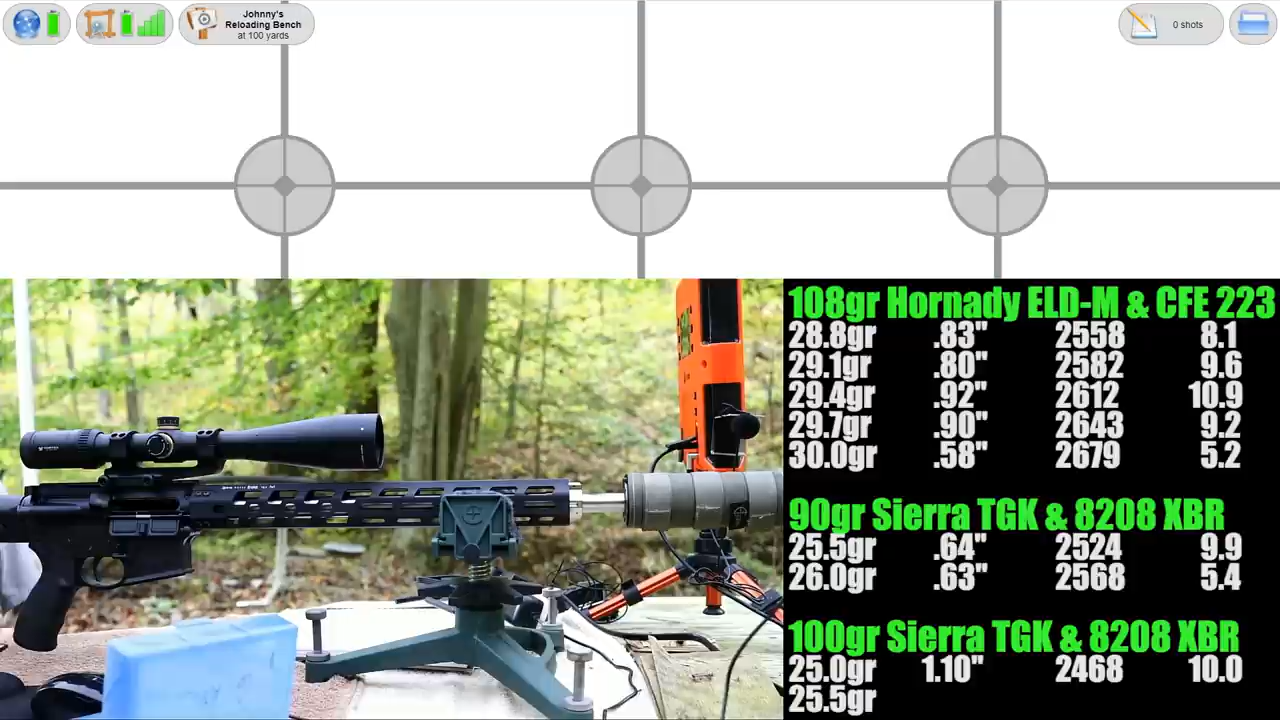 Johnny's
Reloading Bench
at 100 yards
0 shots
108gr Hornady ELD-M & CFE 223
28.8gr .83" 2558 8.1
29.1gr .80" 2582 9.6
29.4gr .92" 2612 10.9
29.7gr .90" 2643 9.2
30.0gr .58" 2679 5.2
90gr Sierra TGK & 8208 XBR
25.5gr .64" 2524 9.9
26.0gr .63" 2568 5.4
100gr Sierra TGK & 8208 XBR
25.0gr 1.10" 2468 10.0
25.5gr